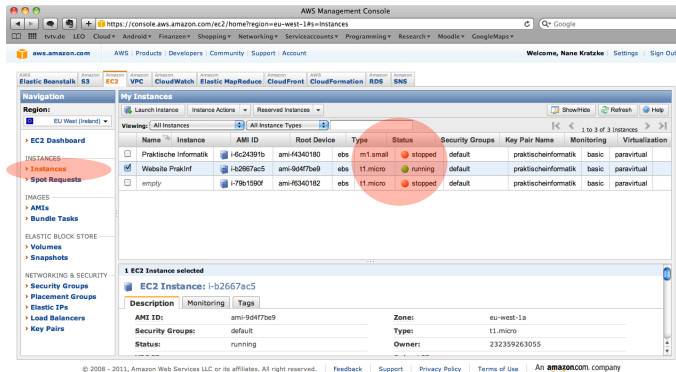 AWS Management Console
https://console.aws.amazon.com/ec2/home?region=eu-west-1#s=Instances
Google
tvtv.de LEO Cloud Android Finanzen Shopping Networking Serviceaccounts Programming Research Moodle GoogleMaps
aws.amazon.com AWS Products Developers Community Support Account Welcome, Nane Kratzke Settings Sign Out
AWS Amazon Amazon Amazon Amazon Amazon Amazon AWS Amazon Amazon
Elastic Beanstalk S3 EC2 VPC CloudWatch Elastic MapReduce CloudFront CloudFormation RDS SNS
Navigation
Region:
EU West (Ireland)
EC2 Dashboard
INSTANCES
Instances
Spot Requests
IMAGES
AMIs
Bundle Tasks
ELASTIC BLOCK STORE
Volumes
Snapshots
NETWORKING & SECURITY
Security Groups
Placement Groups
Elastic IPs
Load Balancers
Key Pairs
My Instances
Launch Instance Instance Actions Reserved Instances Show/Hide Refresh Help
Viewing: All Instances All Instance Types 1 to 3 of 3 Instances
Name Instance AMI ID Root Device Type Status Security Groups Key Pair Name Monitoring Virtualization
Praktische Informatik i-6c24391b ami-f4340180 ebs m1.small stopped default praktischeinformatik basic paravirtual
Website PrakInf i-b2667ac5 ami-9d4f7be9 ebs t1.micro running default praktischeinformatik basic paravirtual
empty i-79b1590f ami-f6340182 ebs t1.micro stopped default praktischeinformatik basic paravirtual
1 EC2 Instance selected
EC2 Instance: i-b2667ac5
Description Monitoring Tags
AMI ID: ami-9d4f7be9 Zone: eu-west-1a
Security Groups: default Type: t1.micro
Status: running Owner: 232359263055
© 2008 - 2011, Amazon Web Services LLC or its affiliates. All right reserved. Feedback Support Privacy Policy Terms of Use An amazon.com. company